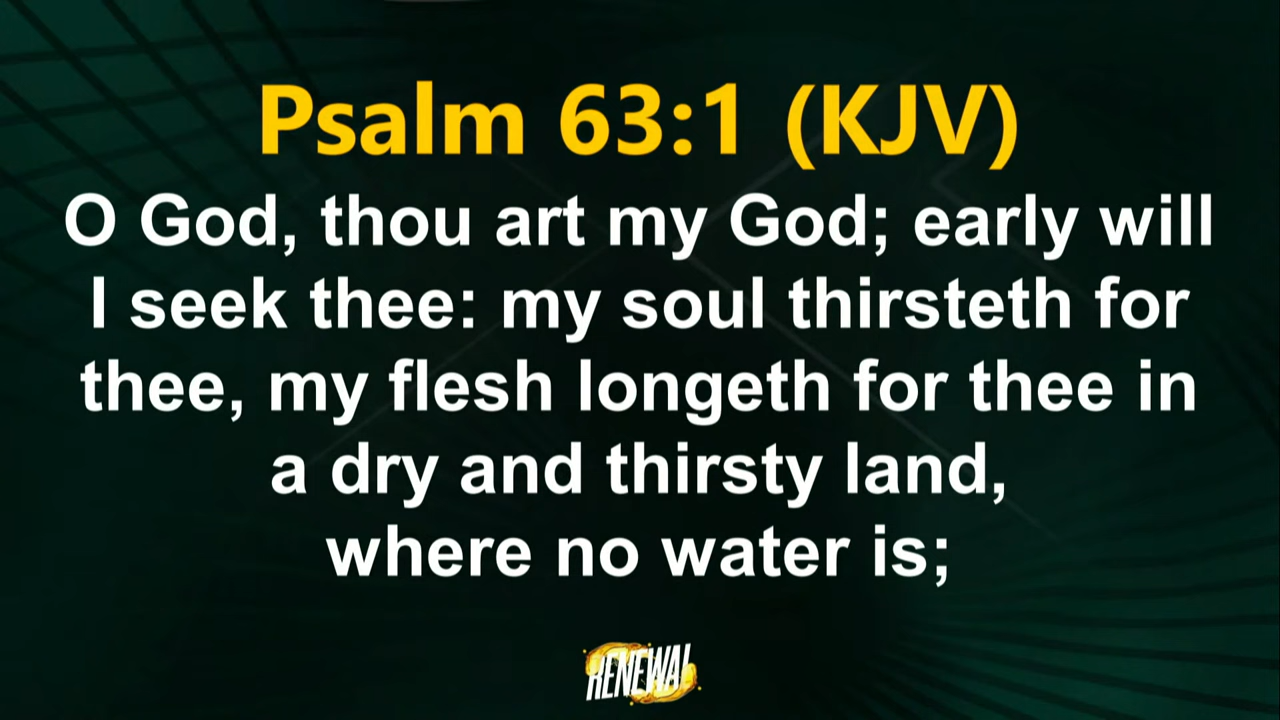 Psalm 63:1 (KJV)
O God, thou art my God; early will
I seek thee: my soul thirsteth for
thee, my flesh longeth for thee in
a dry and thirsty land,
where no water is;
RENEWAL